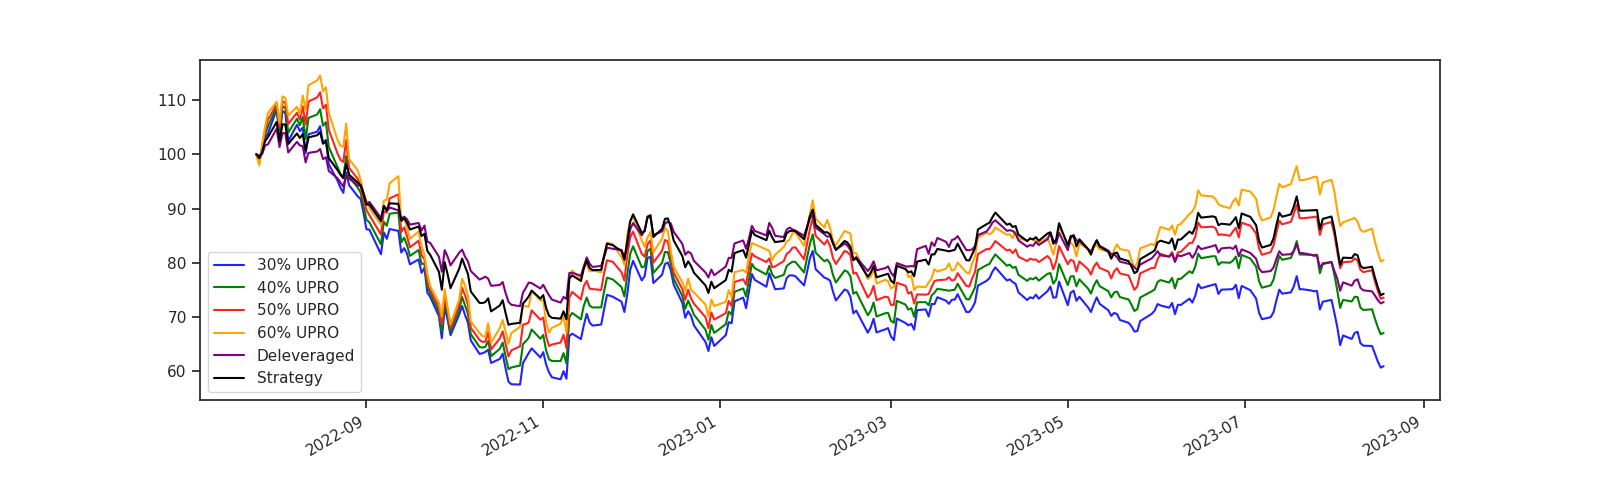 110
100
90
80
70
60
30% UPRO
40% UPRO
50% UPRO
60% UPRO
Deleveraged
Strategy
2022-09
2022-11
2023-01
2023-03
2023-05
2023-07
2023-09